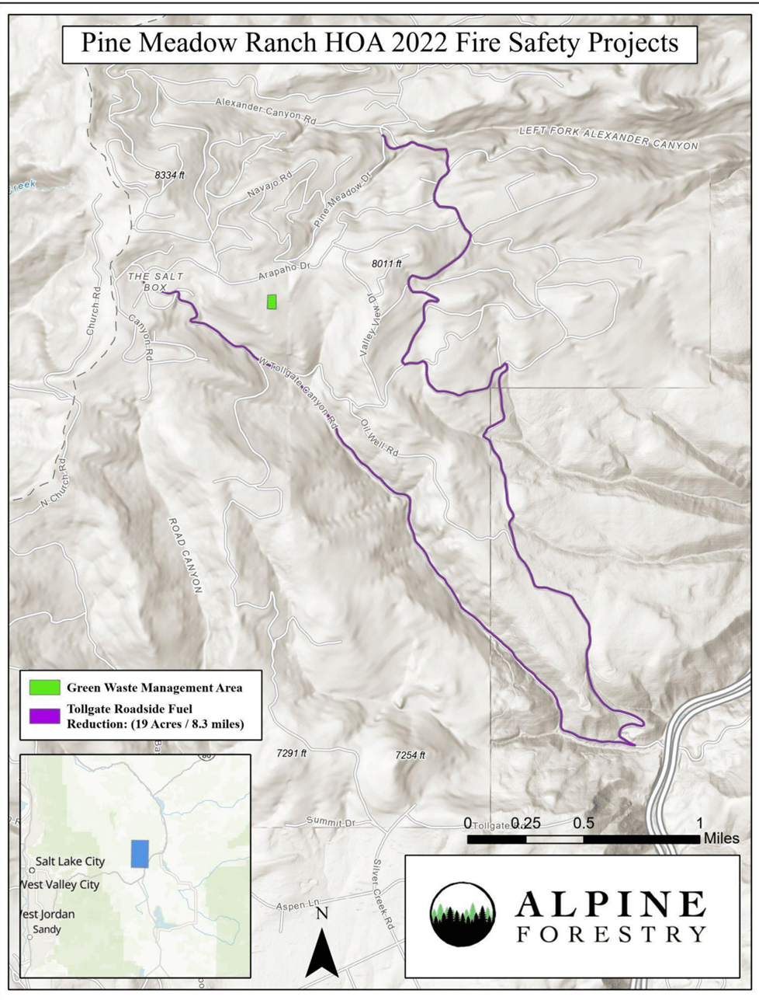 Pine Meadow Ranch HOA 2022 Fire Safety Projects
Alexander Canyon Rd
LEFT FORK ALEXANDER CANYON
8334 ft
Navajo Rd
Pine Meadow Dr
reek
8011 ft
Arapaho Dr
THE SALT
BOX
Church Rd
Valley View Dr
Canyon Rd
W Tollgate Canyon Rd
Oil Well Rd
N Church Rd
ROAD CANYON
Green Waste Management Area
Tollgate Roadside Fuel
Reduction: (19 Acres / 8.3 miles)
7291 ft
7254 ft
Summit Dr
Tollgate Rd
0 0.25 0.5 1
Miles
Salt Lake City
West Valley City
est Jordan
Sandy
Silver Creek Rd
Aspen Ln
N
ALPINE
FORESTRY